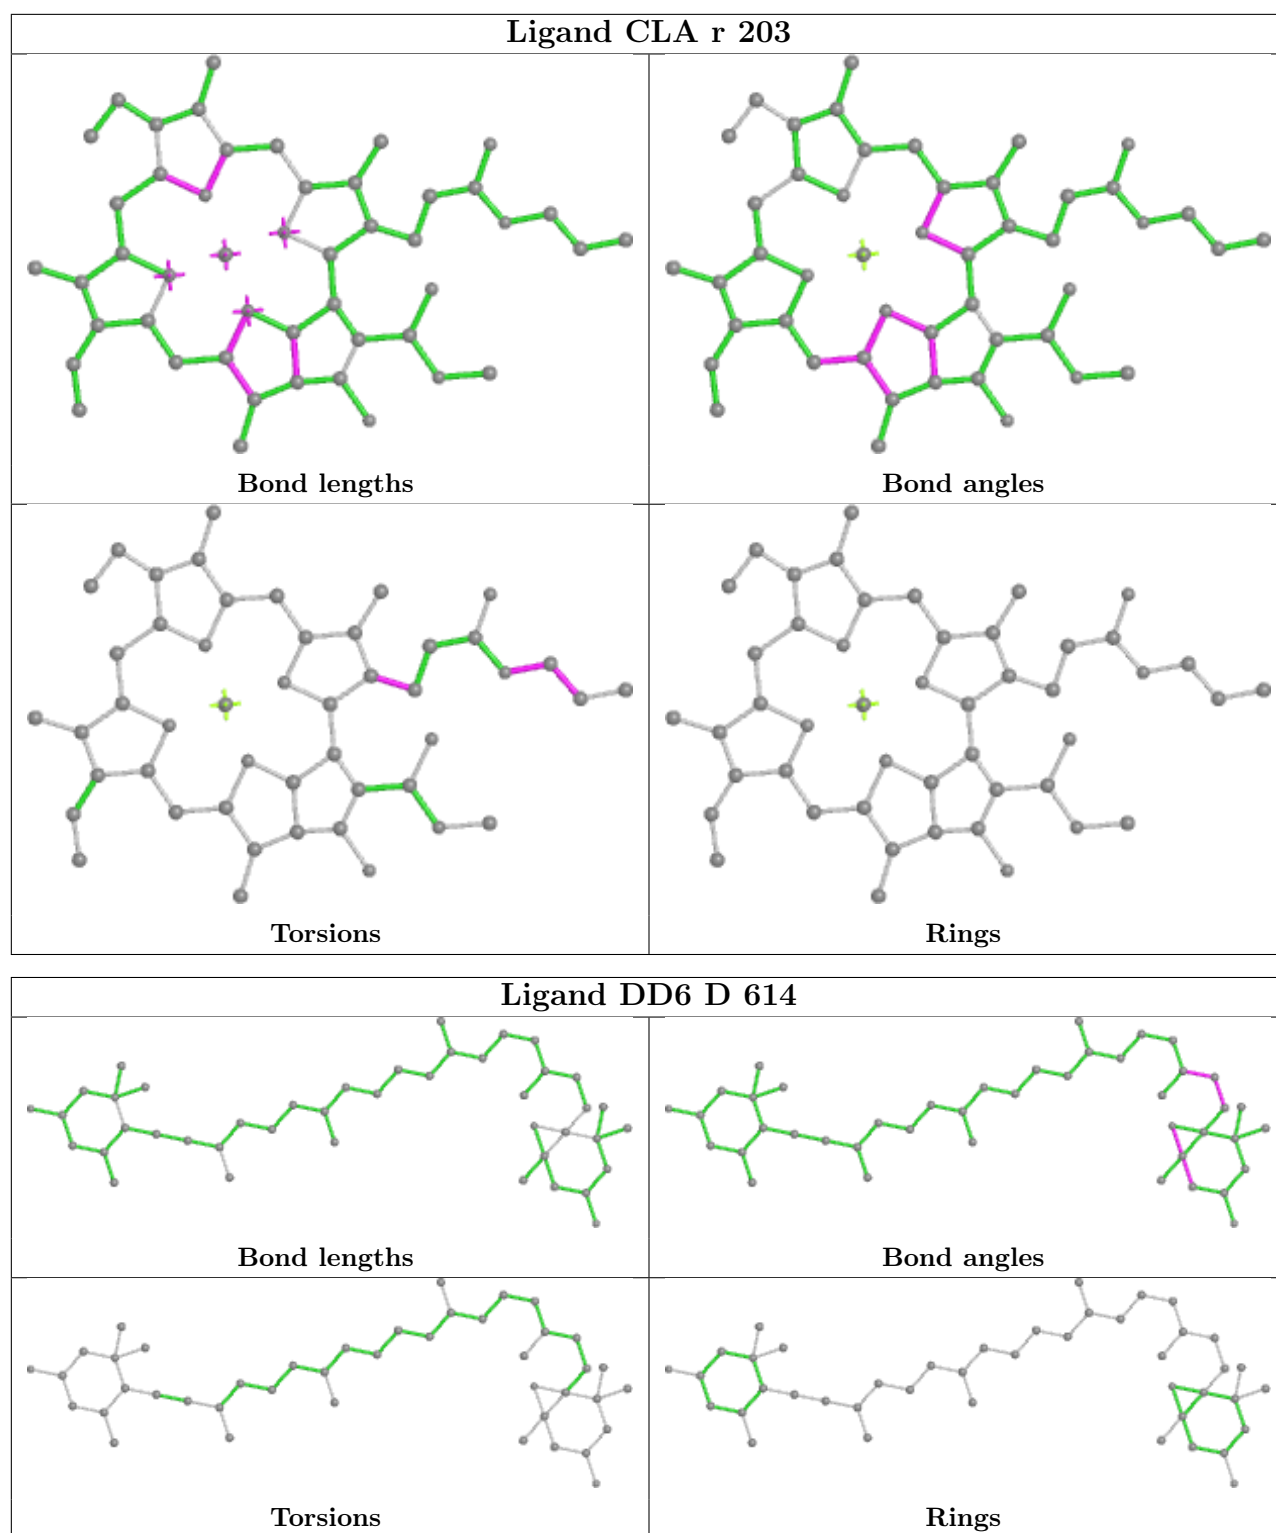 Ligand CLA r 203
Bond lengths
Bond angles
Torsions
Rings
Ligand DD6 D 614
Bond lengths
Bond angles
Torsions
Rings